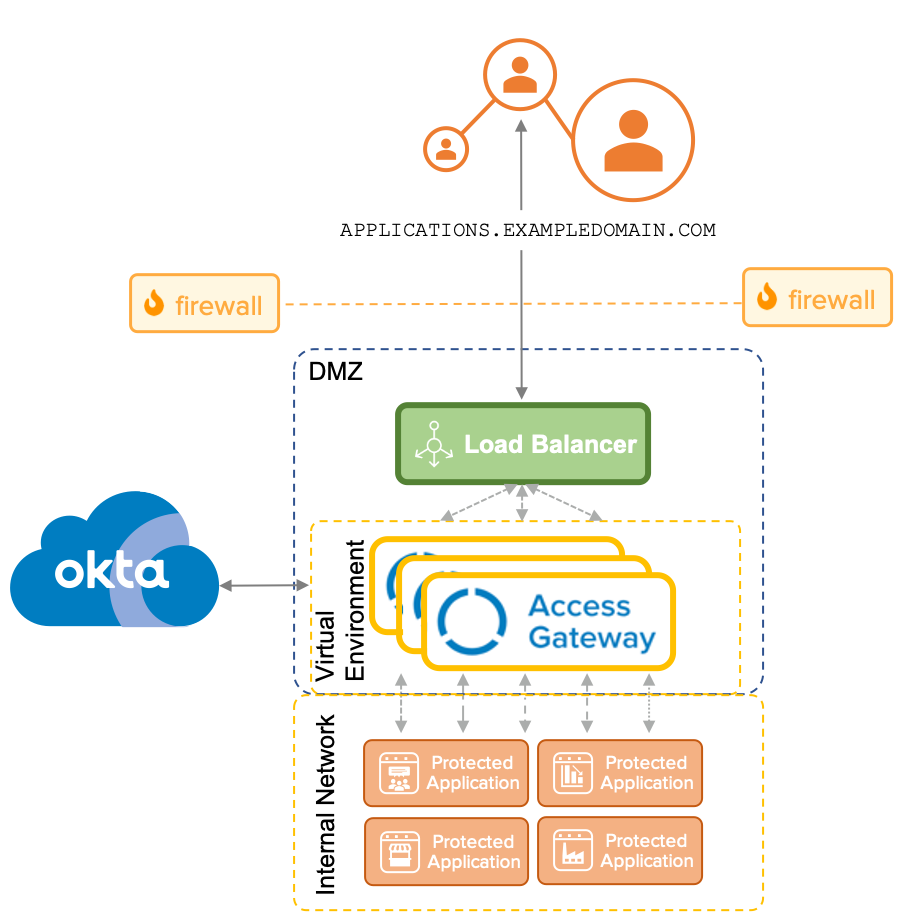 APPLICATIONS.EXAMPLEDOMAIN.COM
firewall
firewall
DMZ
Load Balancer
okta
Virtual
Environment
Access
Gateway
Internal Network
Protected
Application
Protected
Application
Protected
Application
Protected
Application